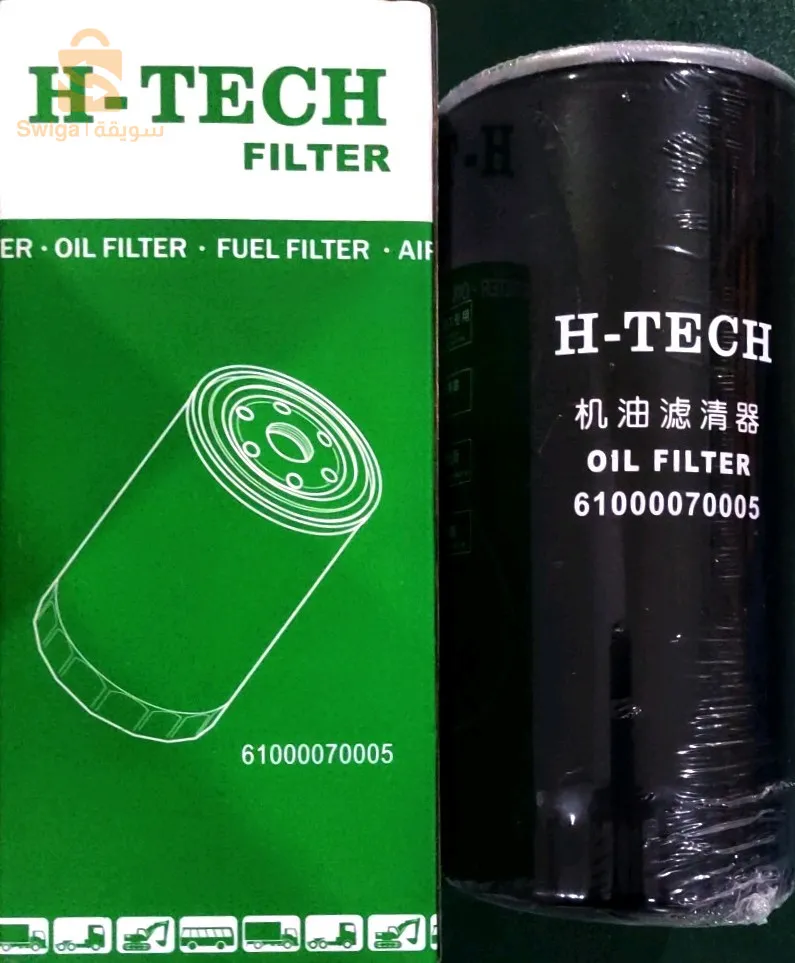 H-TECH
FILTER
Swiga | سويقة
ER · OIL FILTER · FUEL FILTER · AIR
61000070005
H-TECH
机油滤清器
OIL FILTER
61000070005